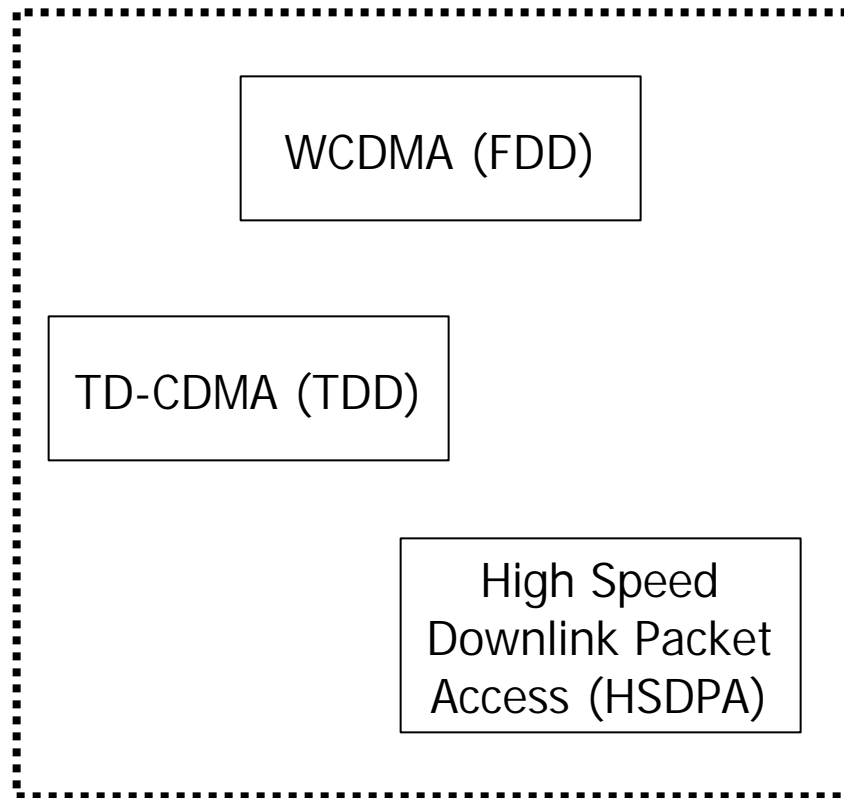 WCDMA (FDD)
TD-CDMA (TDD)
High Speed
Downlink Packet
Access (HSDPA)